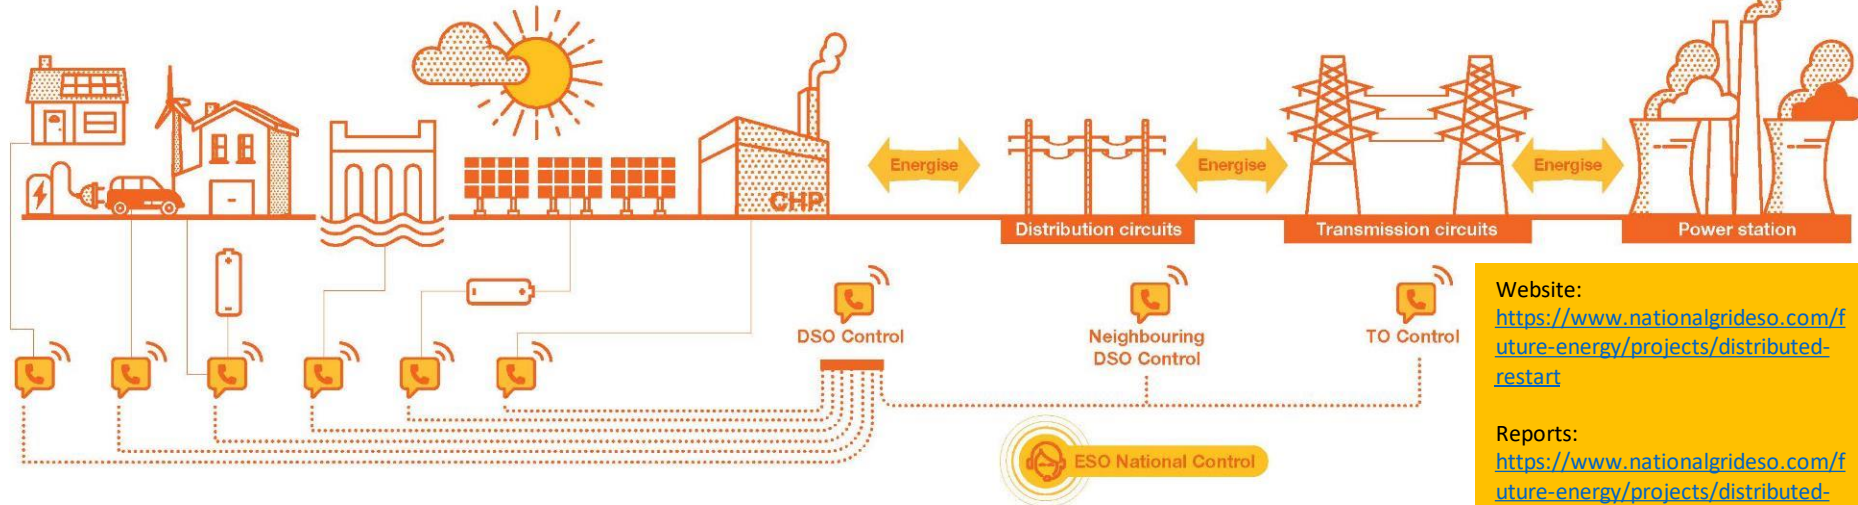 CHP
Energise
Energise
Energise
Distribution circuits
Transmission circuits
Power station
DSO Control
Neighbouring
DSO Control
TO Control
ESO National Control
Website:
https://www.nationalgrideso.com/f
uture-energy/projects/distributed-
restart
Reports:
https://www.nationalgrideso.com/f
uture-energy/projects/distributed-